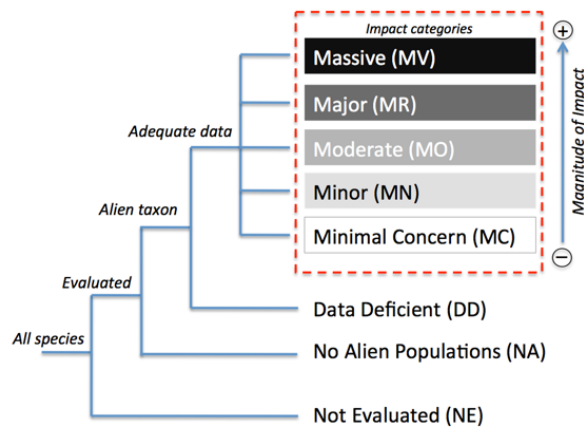 Impact categories
Massive (MV)
Major (MR)
Adequate data
Moderate (MO)
Minor (MN)
Alien taxon
Minimal Concern (MC)
Magnitude of Impact
+
−
Evaluated
Data Deficient (DD)
All species
No Alien Populations (NA)
Not Evaluated (NE)